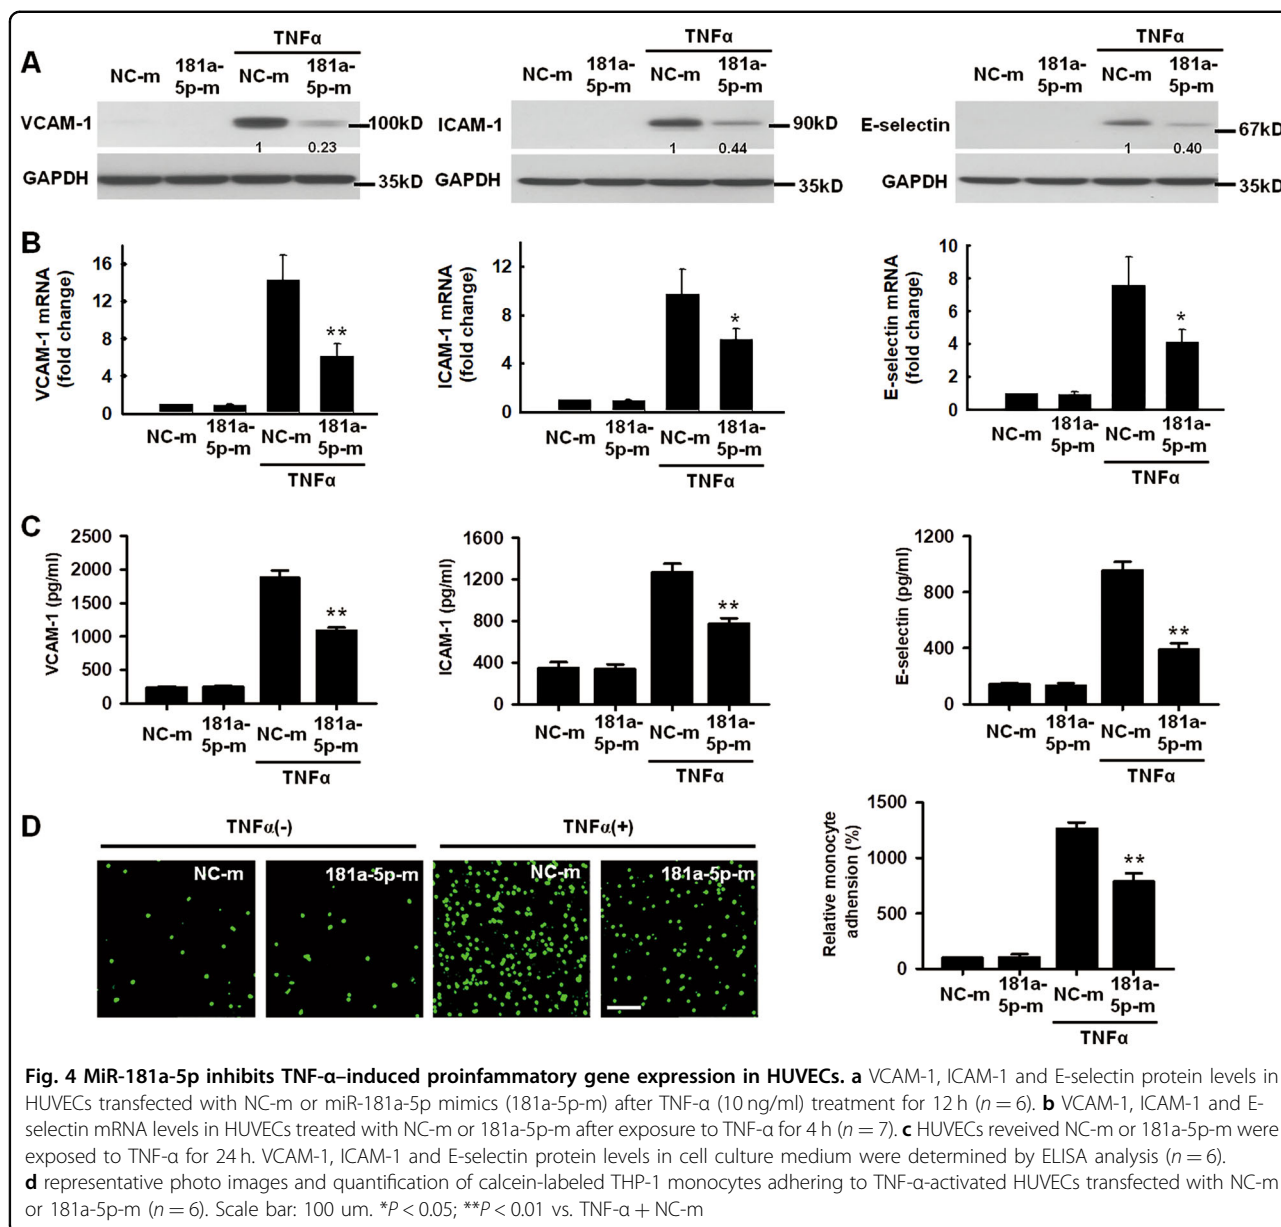 A
TNFα
NC-m 181a-5p-m NC-m 181a-5p-m
VCAM-1 100kD
1 0.23
GAPDH 35kD
TNFα
NC-m 181a-5p-m NC-m 181a-5p-m
ICAM-1 90kD
1 0.44
GAPDH 35kD
TNFα
NC-m 181a-5p-m NC-m 181a-5p-m
E-selectin 67kD
1 0.40
GAPDH 35kD
B
VCAM-1 mRNA
(fold change)
16
12
8
4
0
**
NC-m 181a-5p-m NC-m 181a-5p-m
TNFα
ICAM-1 mRNA
(fold change)
12
8
4
0
*
NC-m 181a-5p-m NC-m 181a-5p-m
TNFα
E-selectin mRNA
(fold change)
10
8
6
4
2
0
*
NC-m 181a-5p-m NC-m 181a-5p-m
TNFα
C
VCAM-1 (pg/ml)
2500
2000
1500
1000
500
0
**
NC-m 181a-5p-m NC-m 181a-5p-m
TNFα
ICAM-1 (pg/ml)
1600
1200
800
400
0
**
NC-m 181a-5p-m NC-m 181a-5p-m
TNFα
E-selectin (pg/ml)
1200
800
400
0
**
NC-m 181a-5p-m NC-m 181a-5p-m
TNFα
D
TNFα(-) TNFα(+)
NC-m 181a-5p-m NC-m 181a-5p-m
Relative monocyte
adhension (%)
1500
1000
500
0
**
NC-m 181a-5p-m NC-m 181a-5p-m
TNFα
Fig. 4 MiR-181a-5p inhibits TNF-α–induced proinfammatory gene expression in HUVECs. a VCAM-1, ICAM-1 and E-selectin protein levels in
HUVECs transfected with NC-m or miR-181a-5p mimics (181a-5p-m) after TNF-α (10 ng/ml) treatment for 12 h (n = 6). b VCAM-1, ICAM-1 and E-
selectin mRNA levels in HUVECs treated with NC-m or 181a-5p-m after exposure to TNF-α for 4 h (n = 7). c HUVECs reveived NC-m or 181a-5p-m were
exposed to TNF-α for 24 h. VCAM-1, ICAM-1 and E-selectin protein levels in cell culture medium were determined by ELISA analysis (n = 6).
d representative photo images and quantification of calcein-labeled THP-1 monocytes adhering to TNF-α-activated HUVECs transfected with NC-m
or 181a-5p-m (n = 6). Scale bar: 100 um. *P < 0.05; **P < 0.01 vs. TNF-α + NC-m